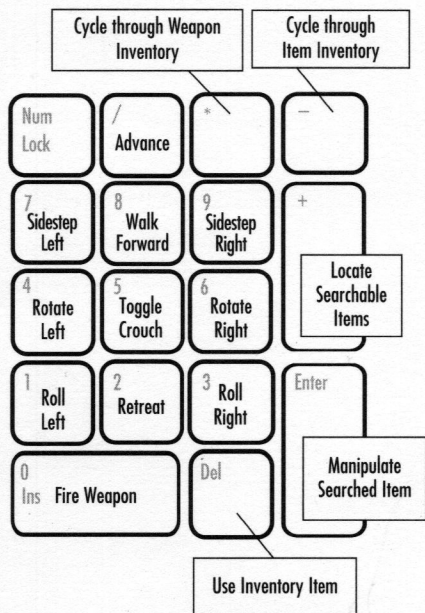 Cycle through Weapon
Inventory
Cycle through
Item Inventory
Num
Lock
/
Advance
*
–
7
Sidestep
Left
8
Walk
Forward
9
Sidestep
Right
+
4
Rotate
Left
5
Toggle
Crouch
6
Rotate
Right
Locate
Searchable
Items
1
Roll
Left
2
Retreat
3
Roll
Right
Enter
Manipulate
Searched Item
0
Ins Fire Weapon
Del
Use Inventory Item